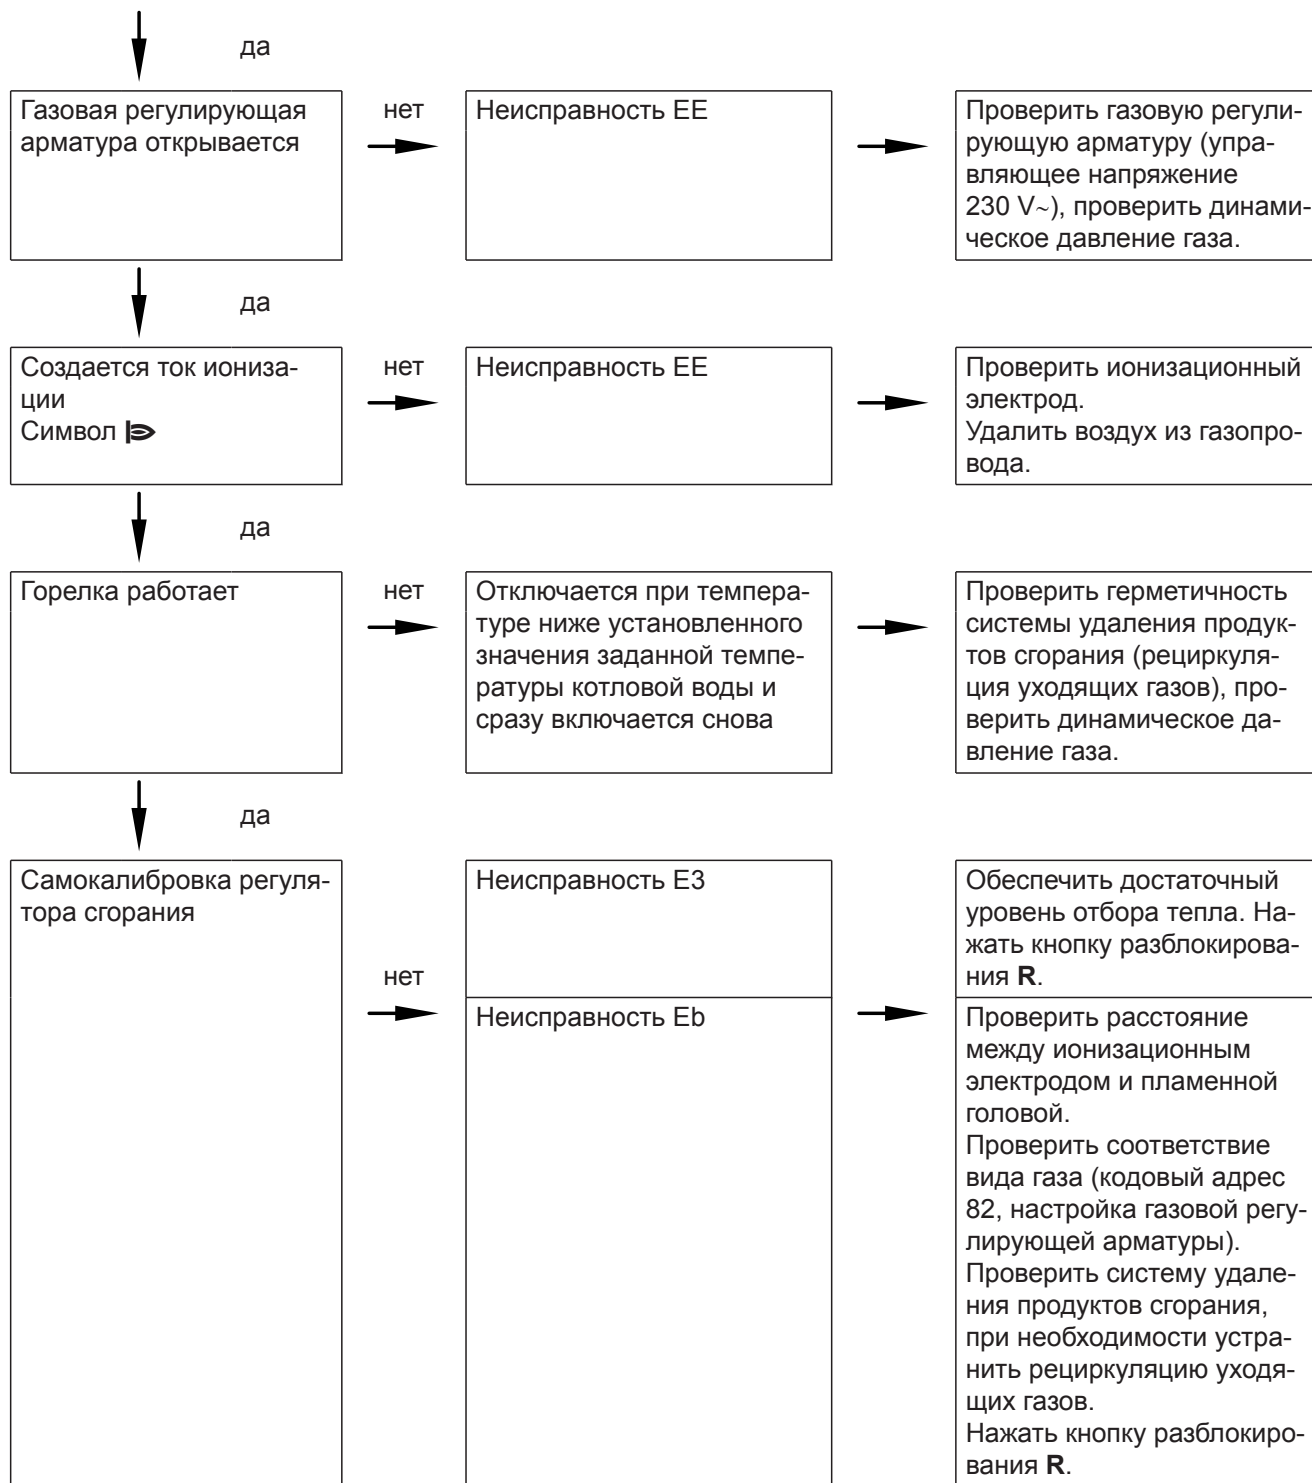 да
Газовая регулирующая
арматура открывается
нет
Неисправность EE
Проверить газовую регули-
рующую арматуру (упра-
вляющее напряжение
230 V~), проверить динами-
ческое давление газа.
да
Создается ток иониза-
ции
Символ
нет
Неисправность EE
Проверить ионизационный
электрод.
Удалить воздух из газопро-
вода.
да
Горелка работает
нет
Отключается при темпера-
туре ниже установленного
значения заданной темпе-
ратуры котловой воды и
сразу включается снова
Проверить герметичность
системы удаления продук-
тов сгорания (рециркуля-
ция уходящих газов), про-
верить динамическое да-
вление газа.
да
Самокалибровка регуля-
тора сгорания
нет
Неисправность E3
Обеспечить достаточный
уровень отбора тепла. На-
жать кнопку разблокирова-
ния R.
Неисправность Eb
Проверить расстояние
между ионизационным
электродом и пламенной
головой.
Проверить соответствие
вида газа (кодовый адрес
82, настройка газовой регу-
лирующей арматуры).
Проверить систему удале-
ния продуктов сгорания,
при необходимости устра-
нить рециркуляцию уходя-
щих газов.
Нажать кнопку разблокиро-
вания R.